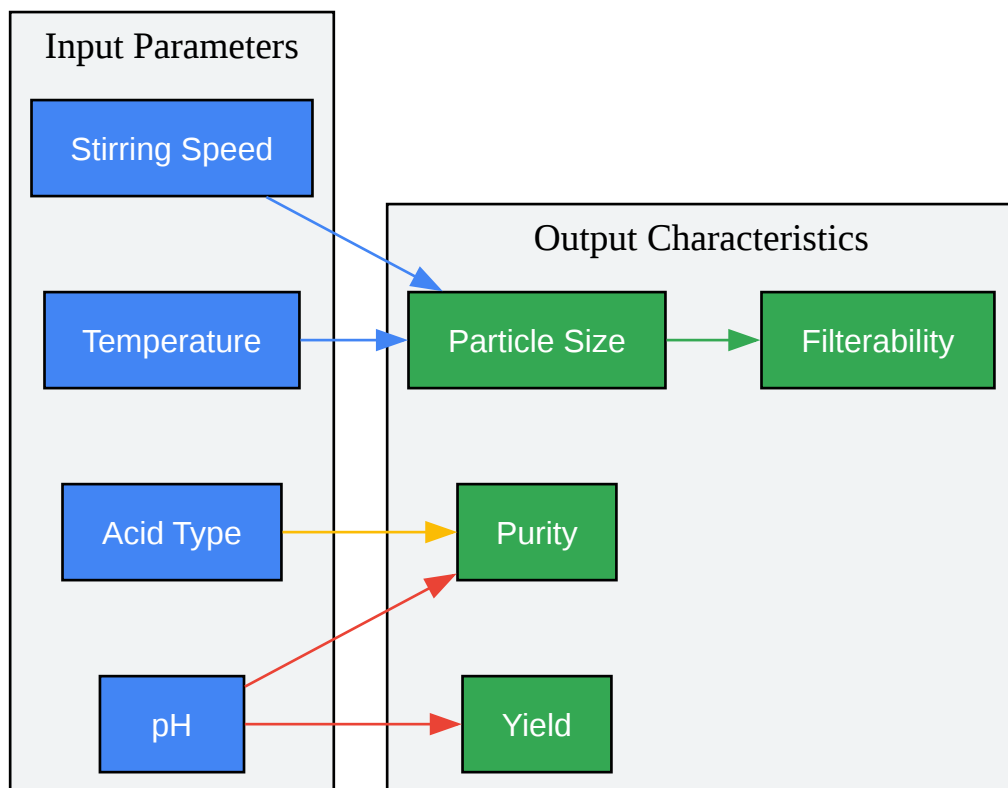 Input Parameters
Stirring Speed
Temperature
Acid Type
pH
Output Characteristics
Particle Size
Filterability
Purity
Yield